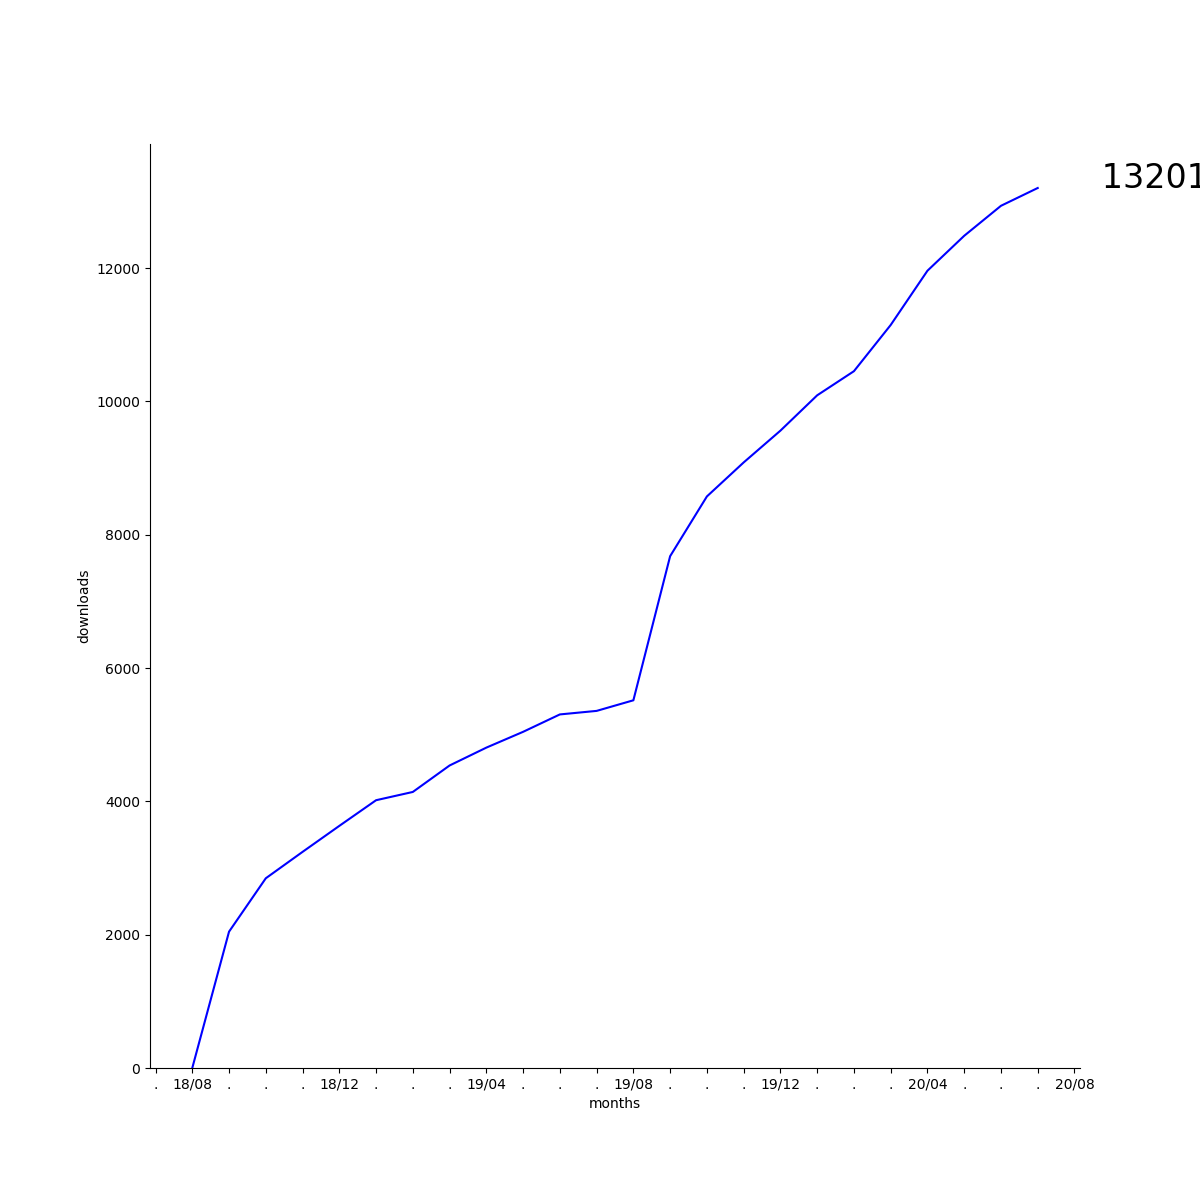 13201
12000
10000
8000
6000
4000
2000
0
downloads
. 18/08 . . . 18/12 . . . 19/04 . . . 19/08 . . . 19/12 . . . 20/04 . . . 20/08
months